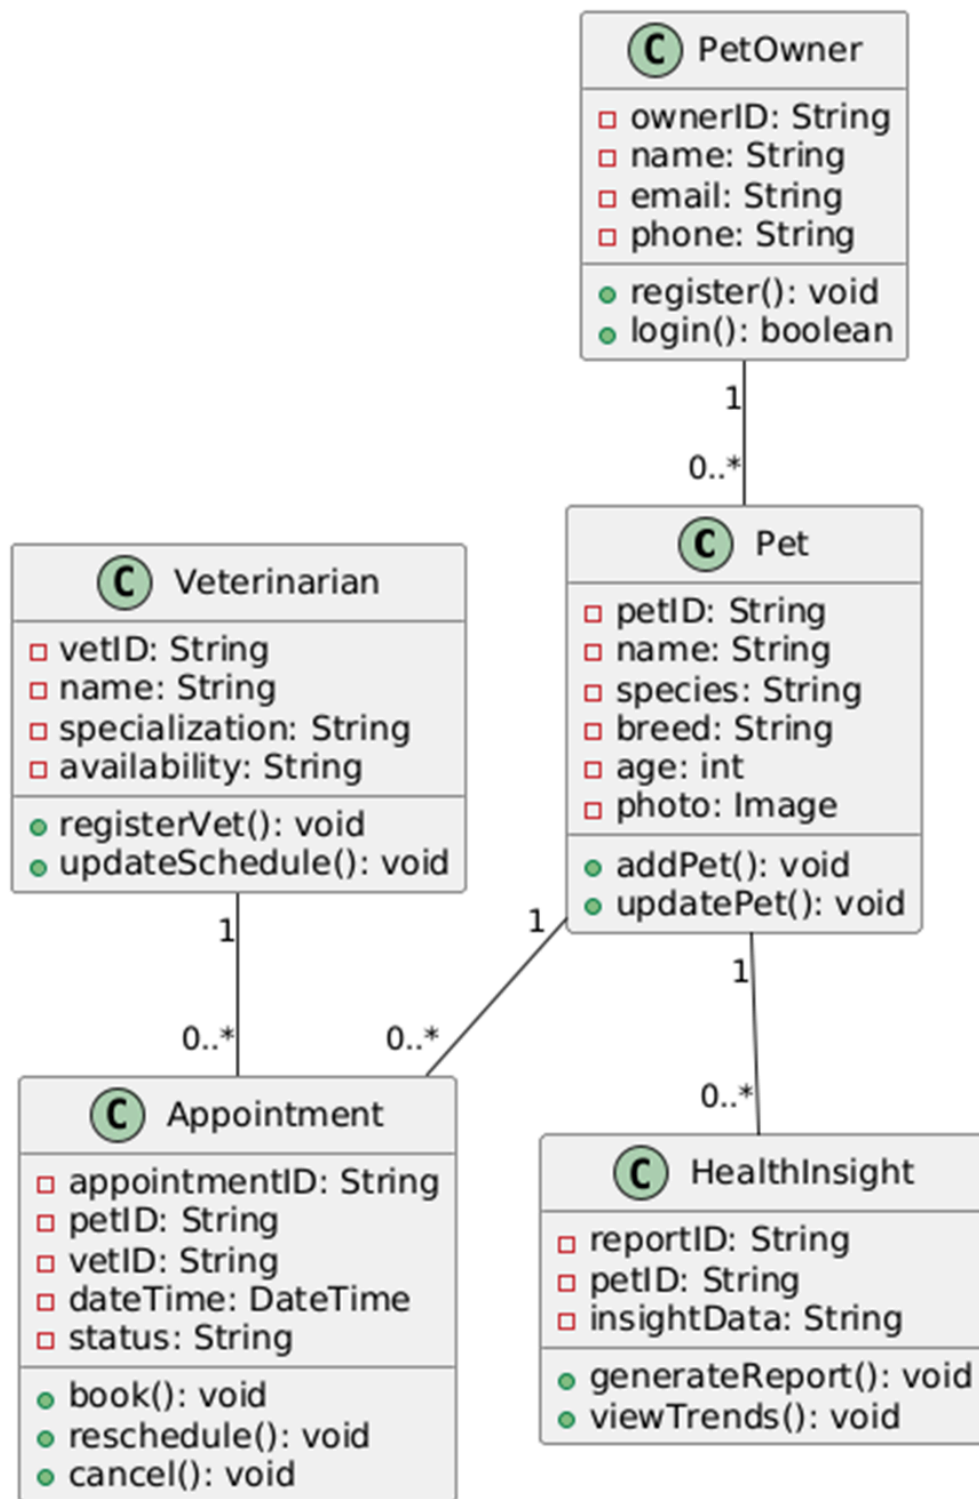 C PetOwner
ownerID: String
name: String
email: String
phone: String
register(): void
login(): boolean
1
0..*
C Pet
petID: String
name: String
species: String
breed: String
age: int
photo: Image
addPet(): void
updatePet(): void
C Veterinarian
vetID: String
name: String
specialization: String
availability: String
registerVet(): void
updateSchedule(): void
1
0..*
1
0..*
1
0..*
C Appointment
appointmentID: String
petID: String
vetID: String
dateTime: DateTime
status: String
book(): void
reschedule(): void
cancel(): void
C HealthInsight
reportID: String
petID: String
insightData: String
generateReport(): void
viewTrends(): void